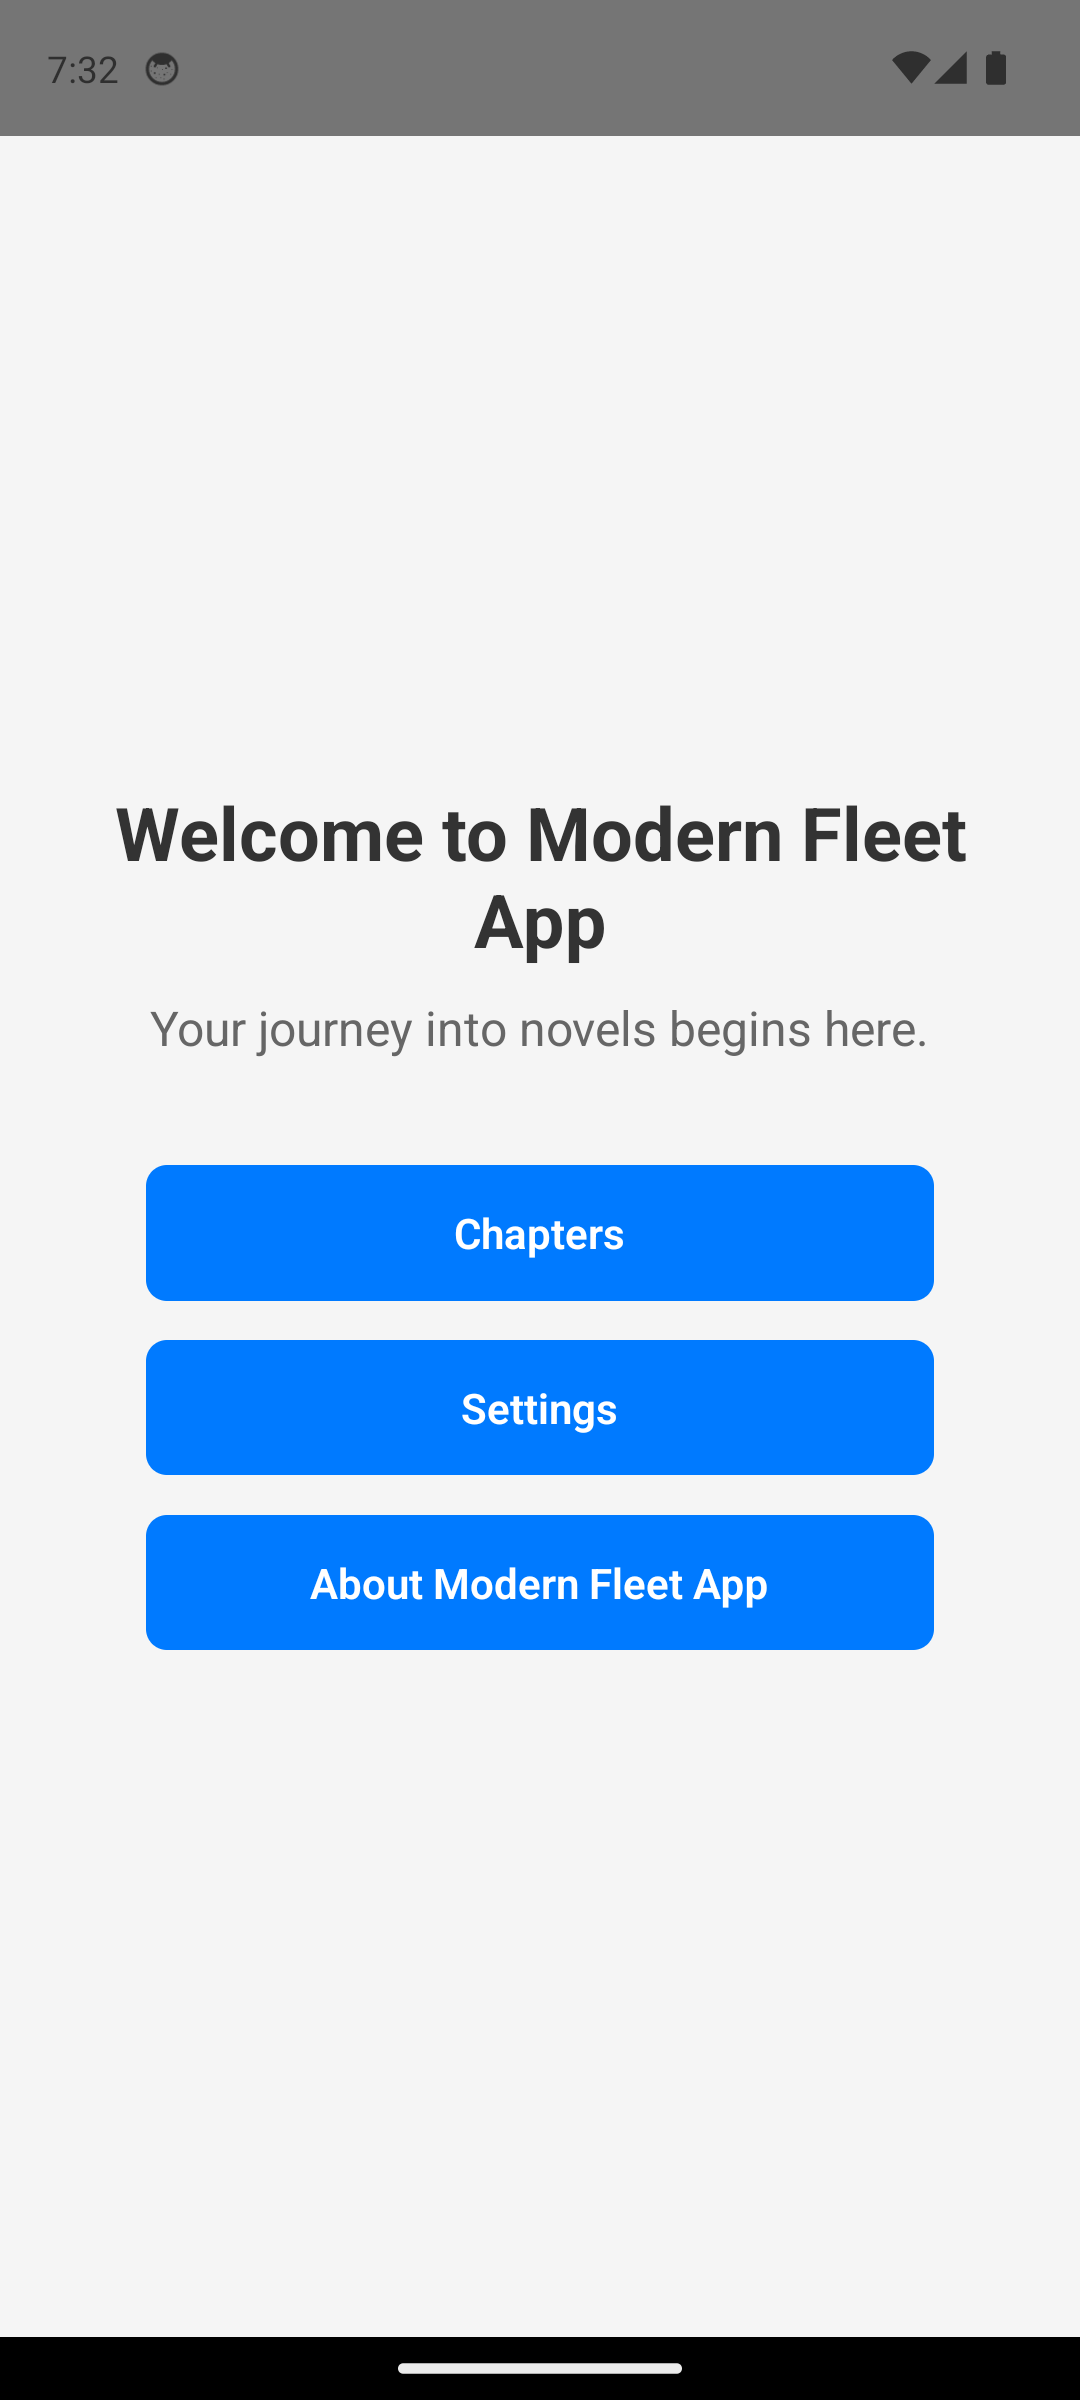 7:32
Welcome to Modern Fleet
App
Your journey into novels begins here.
Chapters
Settings
About Modern Fleet App